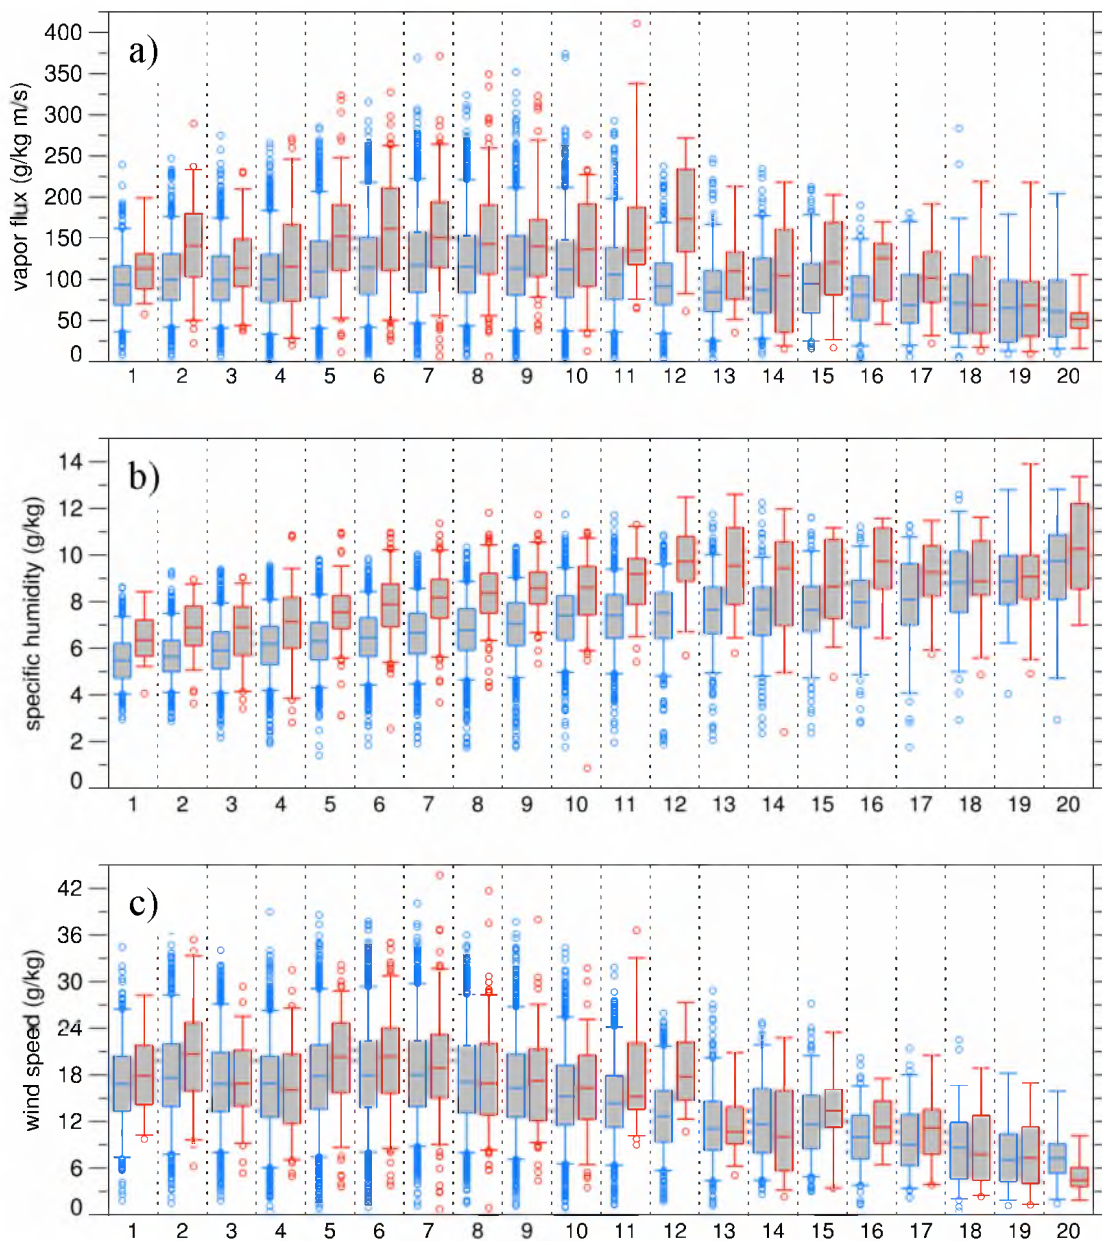 a)
vapor flux (g/kg m/s)
400
350
300
250
200
150
100
50
0
1 2 3 4 5 6 7 8 9 10 11 12 13 14 15 16 17 18 19 20
b)
specific humidity (g/kg)
14
12
10
8
6
4
2
0
1 2 3 4 5 6 7 8 9 10 11 12 13 14 15 16 17 18 19 20
c)
wind speed (g/kg)
42
36
30
24
18
12
6
0
1 2 3 4 5 6 7 8 9 10 11 12 13 14 15 16 17 18 19 20